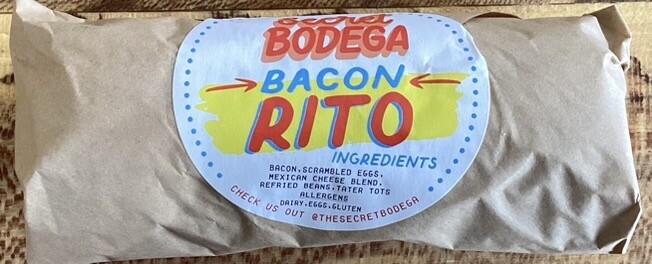 Secret
BODEGA
BACON
RITO
INGREDIENTS
BACON, SCRAMBLED EGGS,
MEXICAN CHEESE BLEND,
REFRIED BEANS, TATER TOTS
ALLERGENS
DAIRY, EGGS, GLUTEN
CHECK US OUT @THESECRETBODEGA